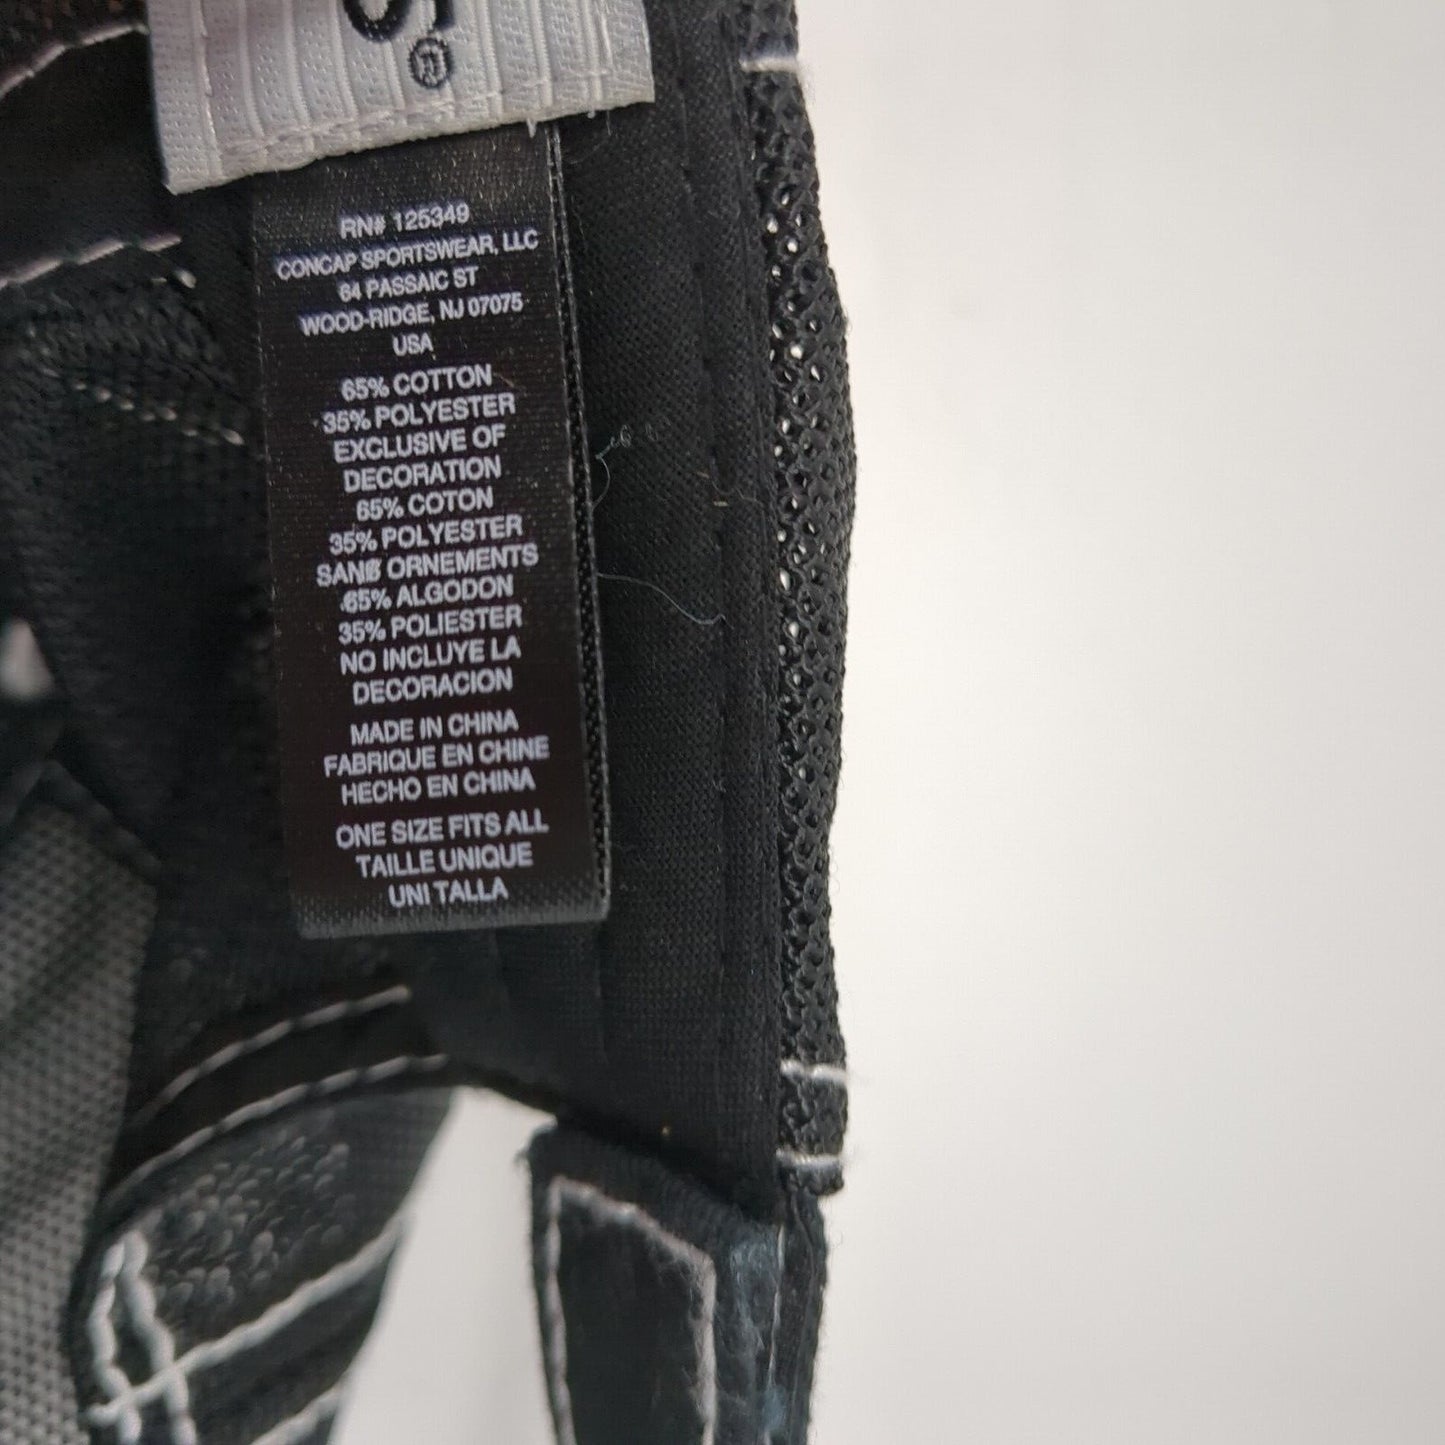 S®
RN# 125349
CONCAP SPORTSWEAR, LLC
64 PASSAIC ST
WOOD-RIDGE, NJ 07075
USA
65% COTTON
35% POLYESTER
EXCLUSIVE OF
DECORATION
65% COTON
35% POLYESTER
SANS ORNEMENTS
65% ALGODON
35% POLIESTER
NO INCLUYE LA
DECORACION
MADE IN CHINA
FABRIQUE EN CHINE
HECHO EN CHINA
ONE SIZE FITS ALL
TAILLE UNIQUE
UNI TALLA